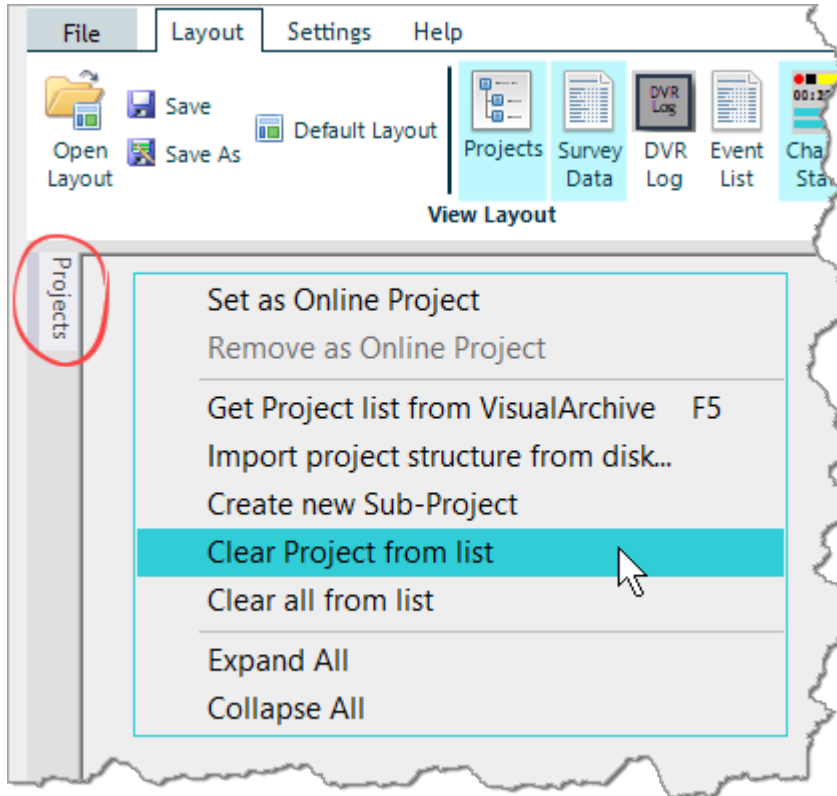 File Layout Settings Help
Open Layout
Save
Save As
Default Layout
Projects
Survey Data
DVR Log
DVR Log
Event List
00:
View Layout
Projects
Set as Online Project
Remove as Online Project
Get Project list from VisualArchive F5
Import project structure from disk...
Create new Sub-Project
Clear Project from list
Clear all from list
Expand All
Collapse All